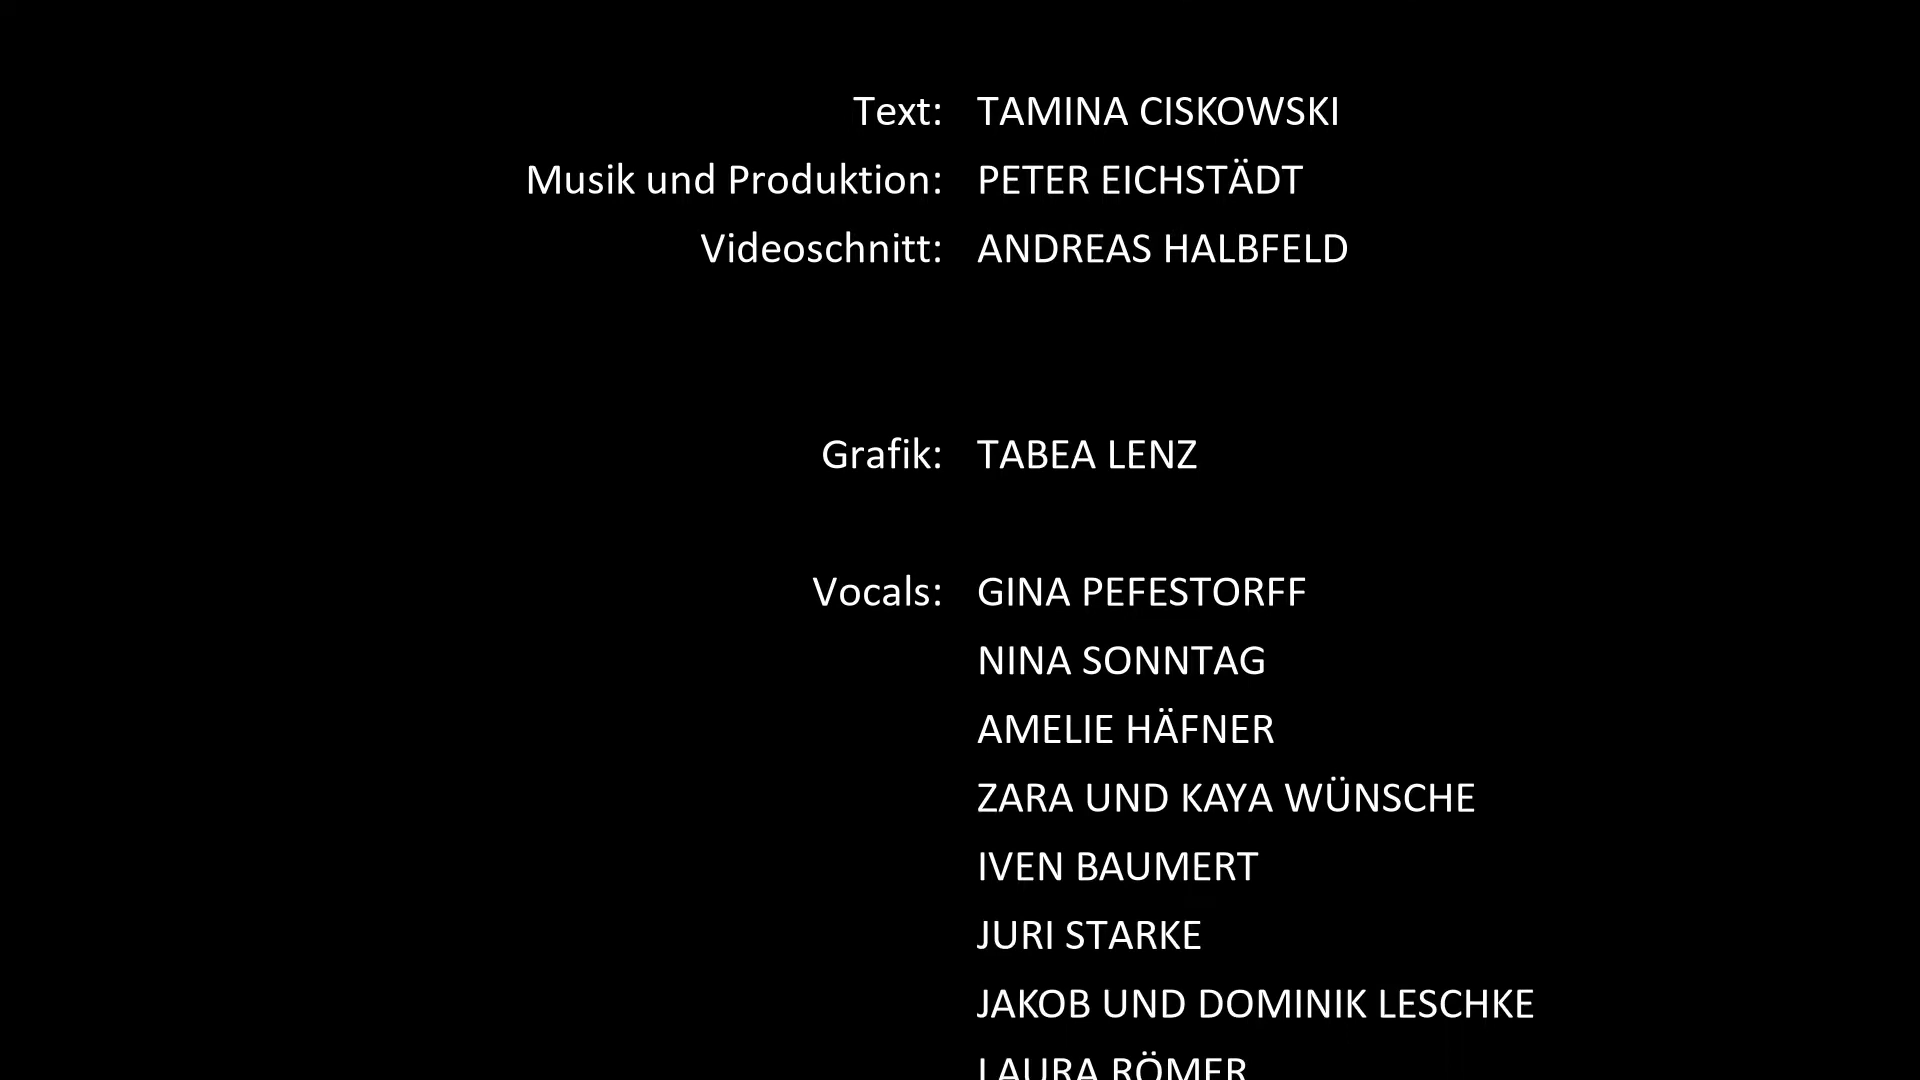 Text: TAMINA CISKOWSKI
Musik und Produktion: PETER EICHSTÄDT
Videoschnitt: ANDREAS HALBFELD
Grafik: TABEA LENZ
Vocals: GINA PEFESTORFF
NINA SONNTAG
AMELIE HÄFNER
ZARA UND KAYA WÜNSCHE
IVEN BAUMERT
JURI STARKE
JAKOB UND DOMINIK LESCHKE
LAURA RÖMER